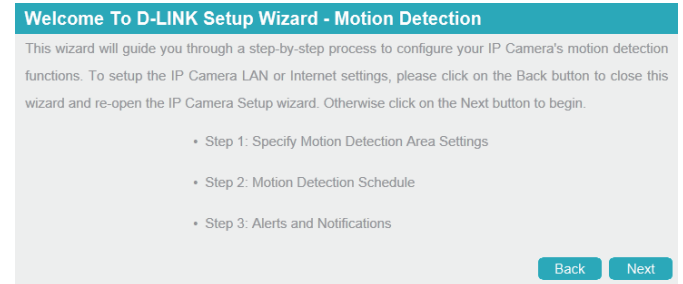 Welcome To D-LINK Setup Wizard - Motion Detection
This wizard will guide you through a step-by-step process to configure your IP Camera's motion detection
functions. To setup the IP Camera LAN or Internet settings, please click on the Back button to close this
wizard and re-open the IP Camera Setup wizard. Otherwise click on the Next button to begin.
• Step 1: Specify Motion Detection Area Settings
• Step 2: Motion Detection Schedule
• Step 3: Alerts and Notifications
Back Next